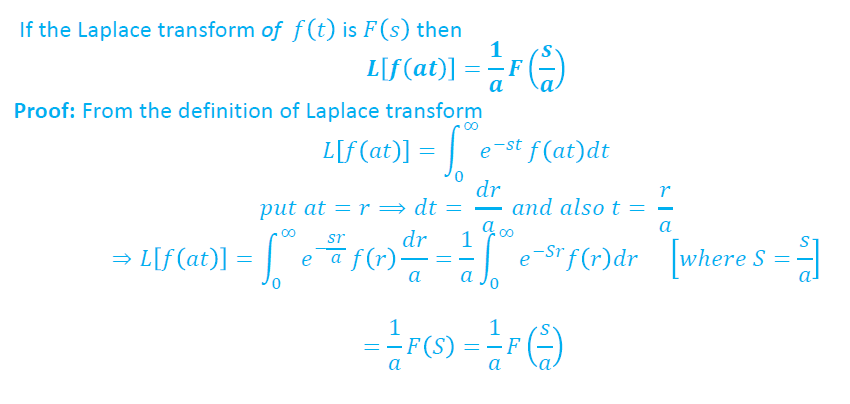 If the Laplace transform of f(t) is F(s) then
L[f(at)] = 1/a F(s/a)
Proof: From the definition of Laplace transform
L[f(at)] = ∫₀^∞ e^(−st) f(at)dt
put at = r ⟹ dt = dr/a and also t = r/a
⇒ L[f(at)] = ∫₀^∞ e^(−sr/a) f(r) dr/a = 1/a ∫₀^∞ e^(−Sr) f(r)dr [where S = s/a]
= 1/a F(S) = 1/a F(s/a)